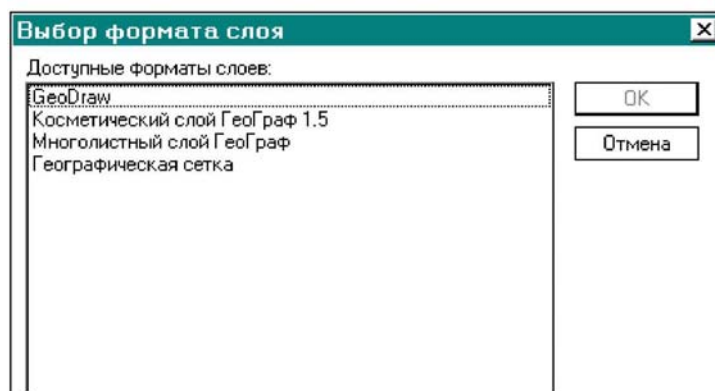 Выбор формата слоя
Доступные форматы слоев:
GeoDraw
OK
Косметический слой ГеоГраф 1.5
Многолистный слой ГеоГраф
Отмена
Географическая сетка